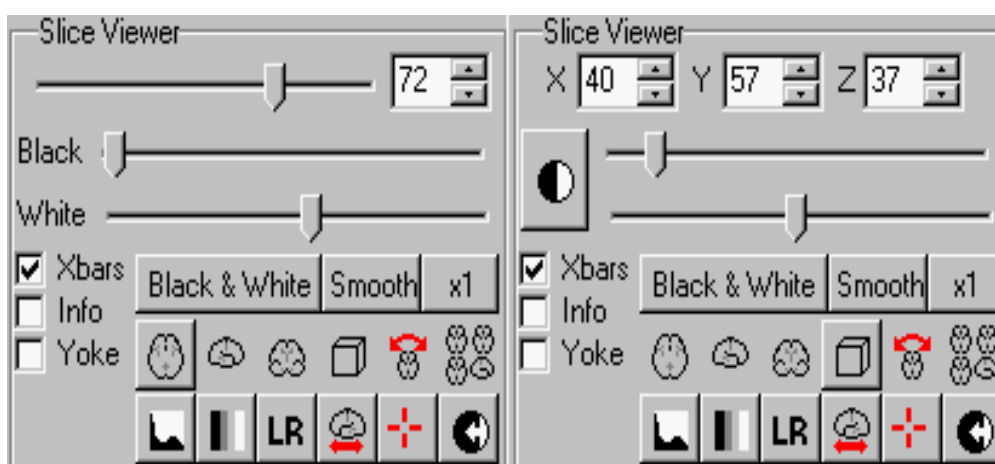 Slice Viewer
72
Black
White
Xbars
Black & White
Smooth
x1
Info
Yoke
LR
Slice Viewer
X 40 Y 57 Z 37
Xbars
Black & White
Smooth
x1
Info
Yoke
LR